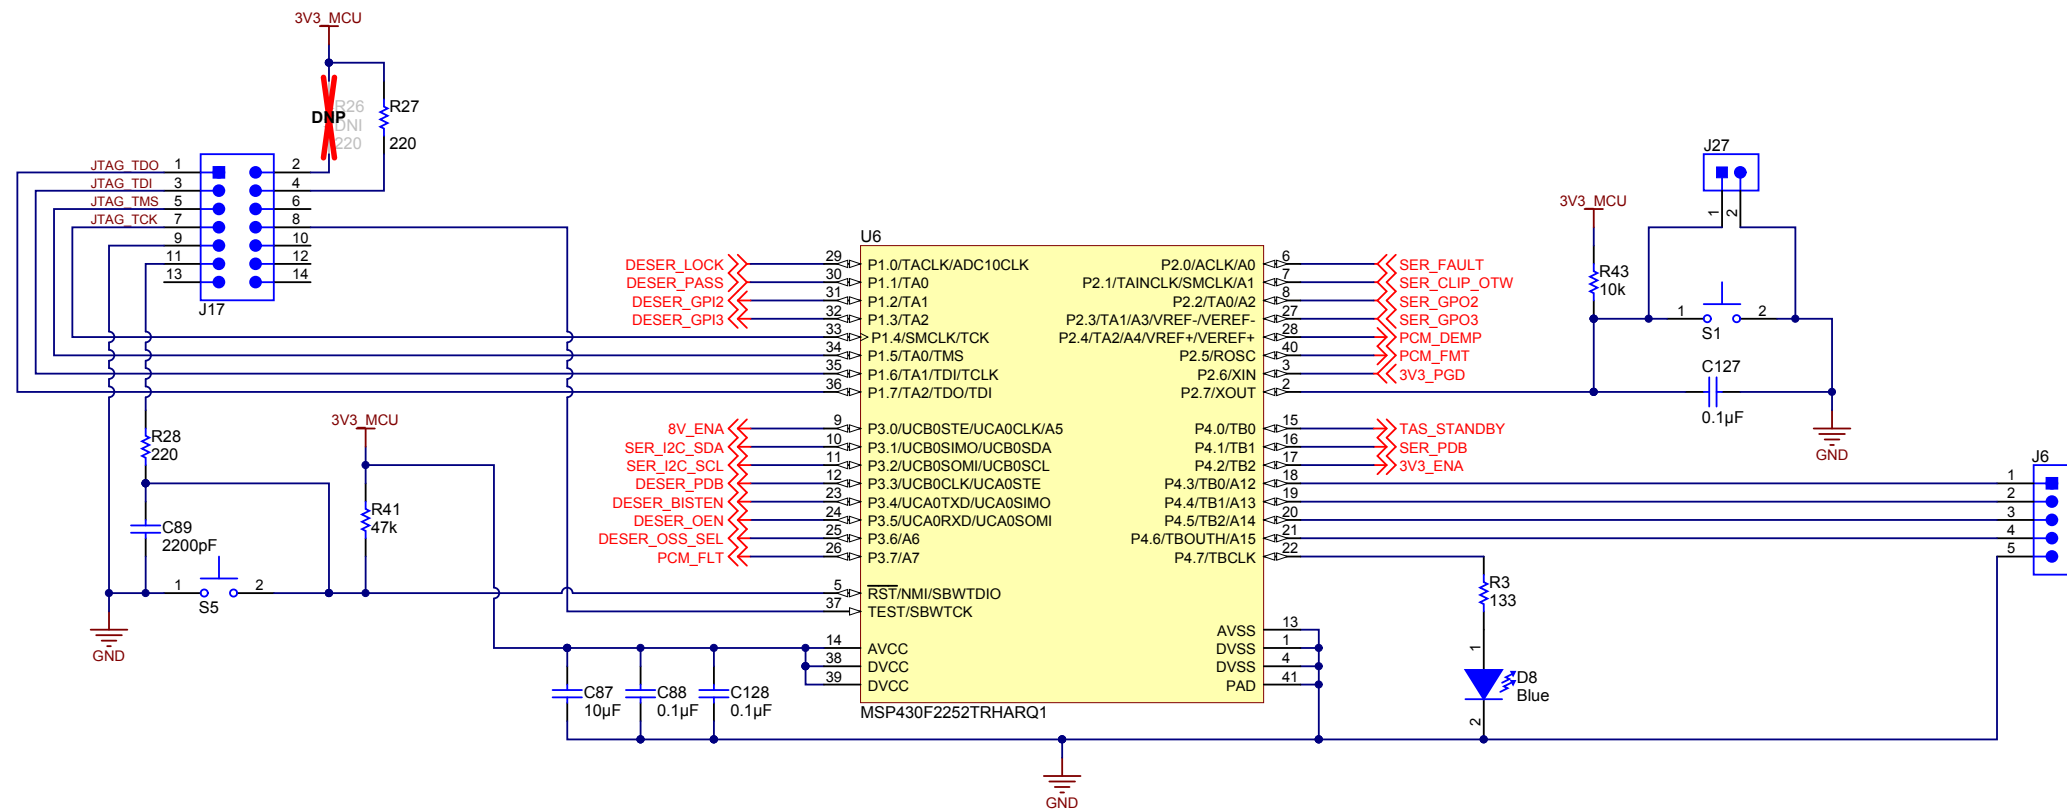 3V3_MCU
R26
DNI
220
DNP
R27
220
JTAG_TDO 1
JTAG_TDI 3
JTAG_TMS 5
JTAG_TCK 7
9
11
13
2
4
6
8
10
12
14
J17
R28
220
C89
2200pF
1 2
S5
GND
3V3_MCU
R41
47k
DESER_LOCK
DESER_PASS
DESER_GPI2
DESER_GPI3
8V_ENA
SER_I2C_SDA
SER_I2C_SCL
DESER_PDB
DESER_BISTEN
DESER_OEN
DESER_OSS_SEL
PCM_FLT
U6
29 P1.0/TACLK/ADC10CLK
30 P1.1/TA0
31 P1.2/TA1
32 P1.3/TA2
33 P1.4/SMCLK/TCK
34 P1.5/TA0/TMS
35 P1.6/TA1/TDI/TCLK
36 P1.7/TA2/TDO/TDI
9 P3.0/UCB0STE/UCA0CLK/A5
10 P3.1/UCB0SIMO/UCB0SDA
11 P3.2/UCB0SOMI/UCB0SCL
12 P3.3/UCB0CLK/UCA0STE
23 P3.4/UCA0TXD/UCA0SIMO
24 P3.5/UCA0RXD/UCA0SOMI
25 P3.6/A6
26 P3.7/A7
5 RST/NMI/SBWTDIO
37 TEST/SBWTCK
14 AVCC
38 DVCC
39 DVCC
P2.0/ACLK/A0 6
P2.1/TAINCLK/SMCLK/A1 7
P2.2/TA0/A2 8
P2.3/TA1/A3/VREF-/VEREF- 27
P2.4/TA2/A4/VREF+/VEREF+ 28
P2.5/ROSC 40
P2.6/XIN 3
P2.7/XOUT 2
P4.0/TB0 15
P4.1/TB1 16
P4.2/TB2 17
P4.3/TB0/A12 18
P4.4/TB1/A13 19
P4.5/TB2/A14 20
P4.6/TBOUTH/A15 21
P4.7/TBCLK 22
AVSS 13
DVSS 1
DVSS 4
PAD 41
MSP430F2252TRHARQ1
C87
10µF
C88
0.1µF
C128
0.1µF
GND
SER_FAULT
SER_CLIP_OTW
SER_GPO2
SER_GPO3
PCM_DEMP
PCM_FMT
3V3_PGD
TAS_STANDBY
SER_PDB
3V3_ENA
R3
133
1
D8
Blue
2
3V3_MCU
R43
10k
J27
1
2
1 2
S1
C127
0.1µF
GND
J6
1
2
3
4
5